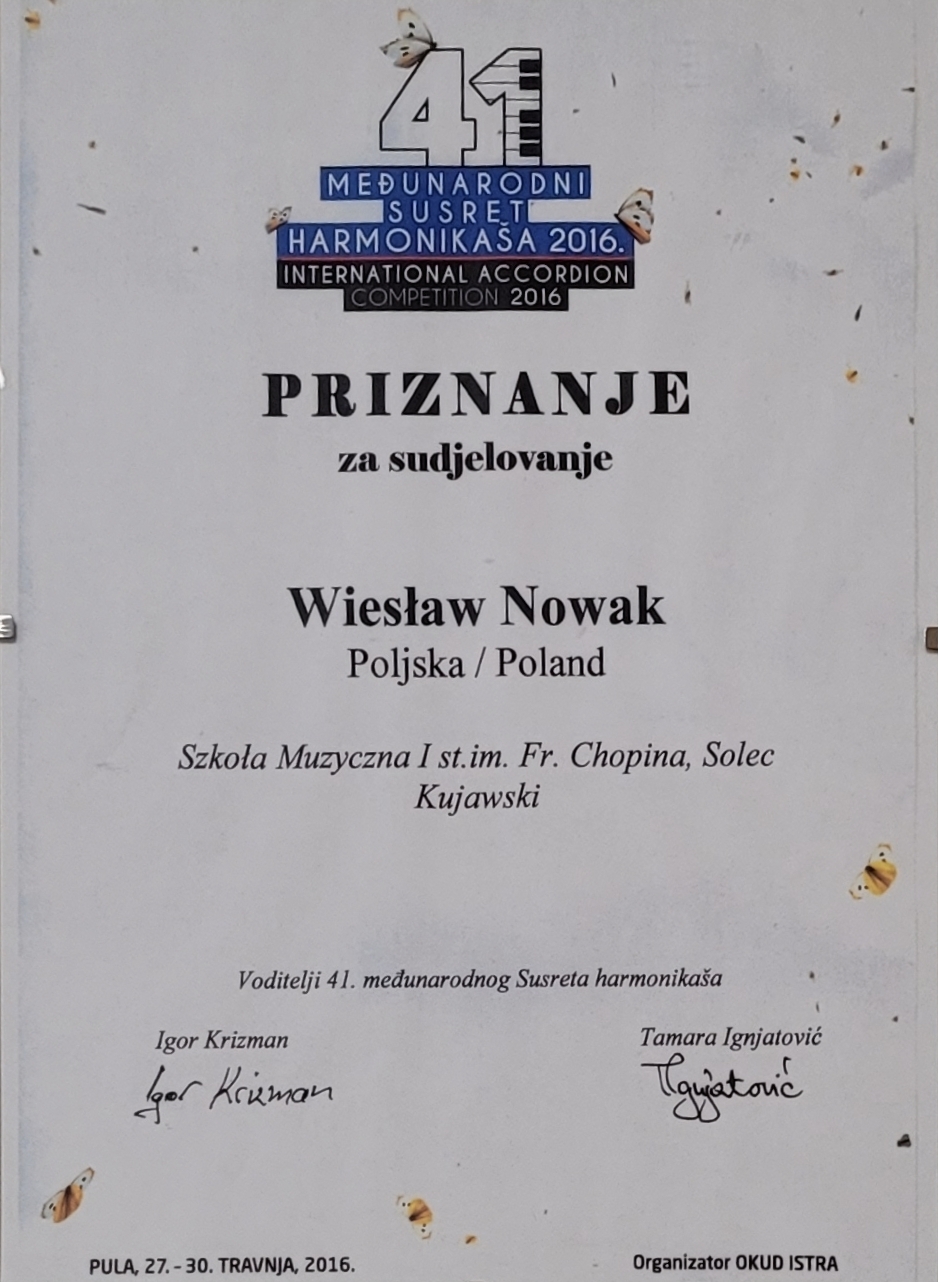 41
MEĐUNARODNI
SUSRET
HARMONIKAŠA 2016.
INTERNATIONAL ACCORDION
COMPETITION 2016
PRIZNANJE
za sudjelovanje
Wiesław Nowak
Poljska / Poland
Szkoła Muzyczna I st.im. Fr. Chopina, Solec
Kujawski
Voditelji 41. međunarodnog Susreta harmonikaša
Igor Krizman Tamara Ignjatović
Igor Krizman TIgnjatović
PULA, 27. - 30. TRAVNJA, 2016. Organizator OKUD ISTRA